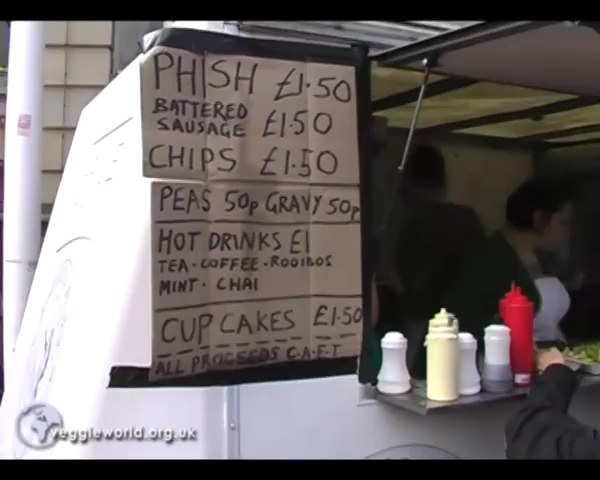 PHISH £1·50
BATTERED
SAUSAGE £1·50
CHIPS £1·50
PEAS 50p GRAVY 50p
HOT DRINKS £1
TEA · COFFEE · ROOIBOS
MINT · CHAI
CUP CAKES £1·50
ALL PROCEEDS C·A·F·T
veggieworld.org.uk